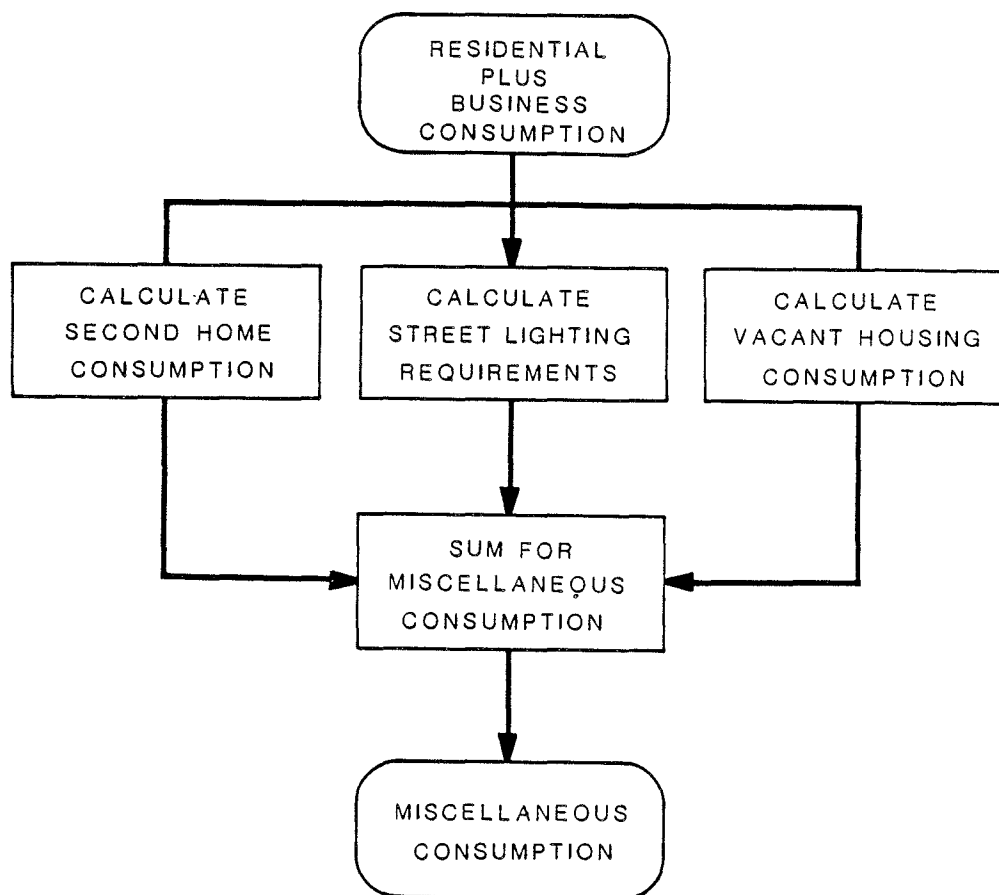 RESIDENTIAL
PLUS
BUSINESS
CONSUMPTION
CALCULATE
SECOND HOME
CONSUMPTION
CALCULATE
STREET LIGHTING
REQUIREMENTS
CALCULATE
VACANT HOUSING
CONSUMPTION
SUM FOR
MISCELLANEOUS
CONSUMPTION
MISCELLANEOUS
CONSUMPTION